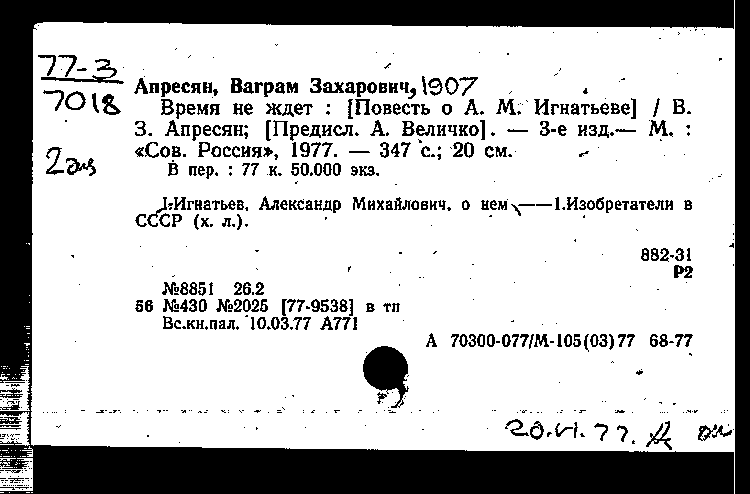 77-3
7018
2 экз
Апресян, Ваграм Захарович, 1907
Время не ждет : [Повесть о А. М. Игнатьеве] / В.
З. Апресян; [Предисл. А. Величко]. — 3-е изд.— М. :
«Сов. Россия», 1977. — 347 с.; 20 см.
В пер. : 77 к. 50.000 экз.
I.Игнатьев, Александр Михайлович, о нем.——1.Изобретатели в
СССР (х. л.).
882-31
Р2
№8851 26.2
56 №430 №2025 [77-9538] в тп
Вс.кн.пал. 10.03.77 А771
А 70300-077/М-105(03)77 68-77
20.VI.77.